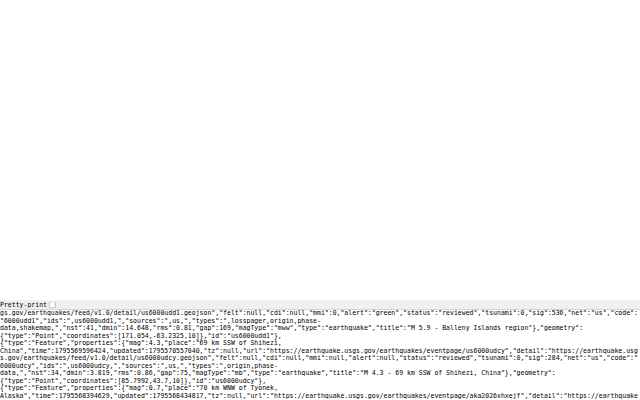 Pretty-print
gs.gov/earthquakes/feed/v1.0/detail/us6000udd1.geojson","felt":null,"cdi":null,"mmi":0,"alert":"green","status":"reviewed","tsunami":0,"sig":536,"net":"us","code":
"6000udd1","ids":",us6000udd1,","sources":",us,","types":",losspager,origin,phase-
data,shakemap,","nst":41,"dmin":14.648,"rms":0.81,"gap":169,"magType":"mww","type":"earthquake","title":"M 5.9 - Balleny Islands region"},"geometry":
{"type":"Point","coordinates":[171.054,-63.2325,10]},"id":"us6000udd1"},
{"type":"Feature","properties":{"mag":4.3,"place":"69 km SSW of Shihezi,
China","time":1795569596424,"updated":1795570557040,"tz":null,"url":"https://earthquake.usgs.gov/earthquakes/eventpage/us6000udcy","detail":"https://earthquake.usg
s.gov/earthquakes/feed/v1.0/detail/us6000udcy.geojson","felt":null,"cdi":null,"mmi":null,"alert":null,"status":"reviewed","tsunami":0,"sig":284,"net":"us","code":"
6000udcy","ids":",us6000udcy,","sources":",us,","types":",origin,phase-
data,","nst":34,"dmin":3.819,"rms":0.86,"gap":75,"magType":"mb","type":"earthquake","title":"M 4.3 - 69 km SSW of Shihezi, China"},"geometry":
{"type":"Point","coordinates":[85.7992,43.7,10]},"id":"us6000udcy"},
{"type":"Feature","properties":{"mag":0.7,"place":"70 km WNW of Tyonek,
Alaska","time":1795568394629,"updated":1795568434817,"tz":null,"url":"https://earthquake.usgs.gov/earthquakes/eventpage/aka2026xhxejf","detail":"https://earthquake